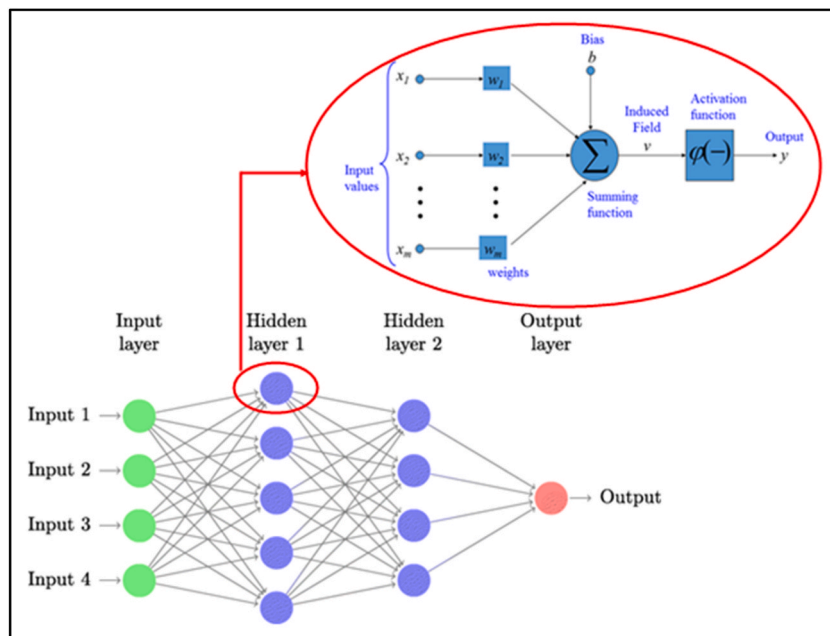 Bias
b
x1
w1
Activation
function
Induced
Field
v
Output
y
x2
w2
Σ
φ(−)
Input
values
Summing
function
xm
wm
weights
Input
layer
Hidden
layer 1
Hidden
layer 2
Output
layer
Input 1
Input 2
Input 3
Input 4
Output